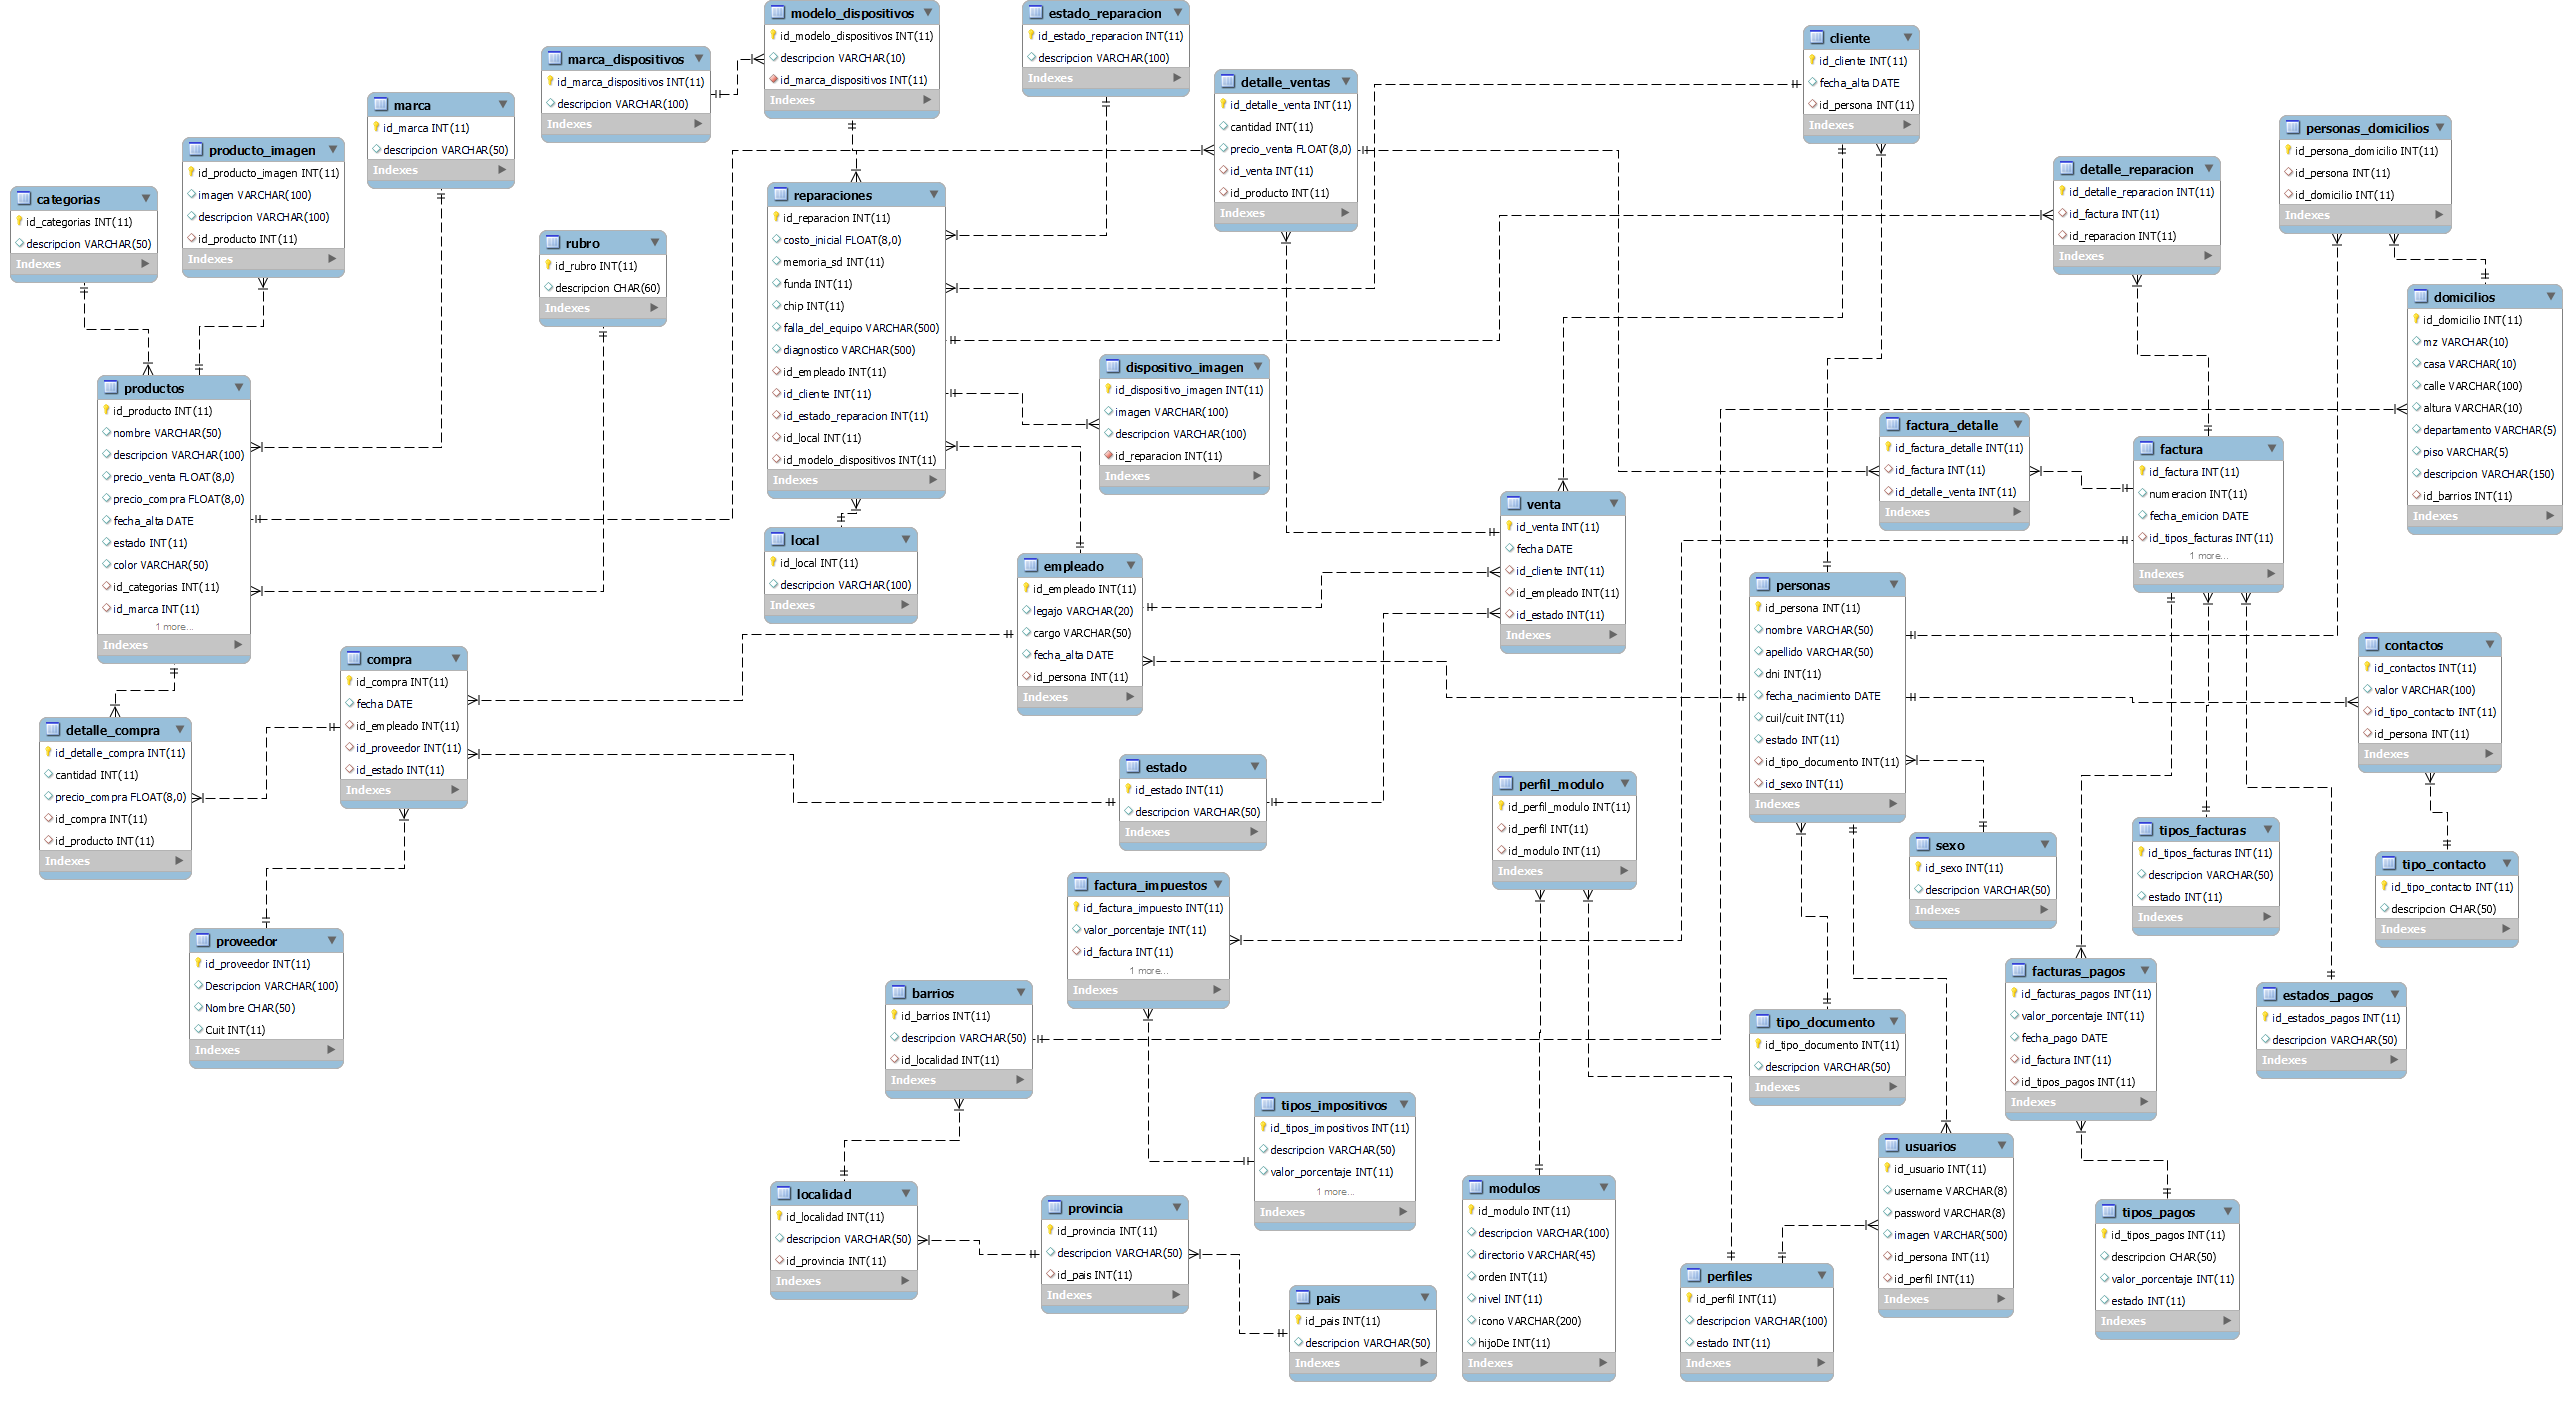 modelo_dispositivos
id_modelo_dispositivos INT(11)
descripcion VARCHAR(10)
id_marca_dispositivos INT(11)
Indexes
estado_reparacion
id_estado_reparacion INT(11)
descripcion VARCHAR(100)
Indexes
cliente
id_cliente INT(11)
fecha_alta DATE
id_persona INT(11)
Indexes
marca_dispositivos
id_marca_dispositivos INT(11)
descripcion VARCHAR(100)
Indexes
detalle_ventas
id_detalle_venta INT(11)
cantidad INT(11)
precio_venta FLOAT(8,0)
id_venta INT(11)
id_producto INT(11)
Indexes
marca
id_marca INT(11)
descripcion VARCHAR(50)
Indexes
personas_domicilios
id_persona_domicilio INT(11)
id_persona INT(11)
id_domicilio INT(11)
Indexes
producto_imagen
id_producto_imagen INT(11)
imagen VARCHAR(100)
descripcion VARCHAR(100)
id_producto INT(11)
Indexes
detalle_reparacion
id_detalle_reparacion INT(11)
id_factura INT(11)
id_reparacion INT(11)
Indexes
categorias
id_categorias INT(11)
descripcion VARCHAR(50)
Indexes
reparaciones
id_reparacion INT(11)
costo_inicial FLOAT(8,0)
memoria_sd INT(11)
funda INT(11)
chip INT(11)
falla_del_equipo VARCHAR(500)
diagnostico VARCHAR(500)
id_empleado INT(11)
id_cliente INT(11)
id_estado_reparacion INT(11)
id_local INT(11)
id_modelo_dispositivos INT(11)
Indexes
rubro
id_rubro INT(11)
descripcion CHAR(60)
Indexes
domicilios
id_domicilio INT(11)
mz VARCHAR(10)
casa VARCHAR(10)
calle VARCHAR(100)
altura VARCHAR(10)
departamento VARCHAR(5)
piso VARCHAR(5)
descripcion VARCHAR(150)
id_barrios INT(11)
Indexes
dispositivo_imagen
id_dispositivo_imagen INT(11)
imagen VARCHAR(100)
descripcion VARCHAR(100)
id_reparacion INT(11)
Indexes
productos
id_producto INT(11)
nombre VARCHAR(50)
descripcion VARCHAR(100)
precio_venta FLOAT(8,0)
precio_compra FLOAT(8,0)
fecha_alta DATE
estado INT(11)
color VARCHAR(50)
id_categorias INT(11)
id_marca INT(11)
1 more...
Indexes
factura_detalle
id_factura_detalle INT(11)
id_factura INT(11)
id_detalle_venta INT(11)
Indexes
factura
id_factura INT(11)
numeracion INT(11)
fecha_emicion DATE
id_tipos_facturas INT(11)
1 more...
Indexes
venta
id_venta INT(11)
fecha DATE
id_cliente INT(11)
id_empleado INT(11)
id_estado INT(11)
Indexes
local
id_local INT(11)
descripcion VARCHAR(100)
Indexes
empleado
id_empleado INT(11)
legajo VARCHAR(20)
cargo VARCHAR(50)
fecha_alta DATE
id_persona INT(11)
Indexes
personas
id_persona INT(11)
nombre VARCHAR(50)
apellido VARCHAR(50)
dni INT(11)
fecha_nacimiento DATE
cuil/cuit INT(11)
estado INT(11)
id_tipo_documento INT(11)
id_sexo INT(11)
Indexes
contactos
id_contactos INT(11)
valor VARCHAR(100)
id_tipo_contacto INT(11)
id_persona INT(11)
Indexes
compra
id_compra INT(11)
fecha DATE
id_empleado INT(11)
id_proveedor INT(11)
id_estado INT(11)
Indexes
detalle_compra
id_detalle_compra INT(11)
cantidad INT(11)
precio_compra FLOAT(8,0)
id_compra INT(11)
id_producto INT(11)
Indexes
estado
id_estado INT(11)
descripcion VARCHAR(50)
Indexes
perfil_modulo
id_perfil_modulo INT(11)
id_perfil INT(11)
id_modulo INT(11)
Indexes
tipos_facturas
id_tipos_facturas INT(11)
descripcion VARCHAR(50)
estado INT(11)
Indexes
sexo
id_sexo INT(11)
descripcion VARCHAR(50)
Indexes
tipo_contacto
id_tipo_contacto INT(11)
descripcion CHAR(50)
Indexes
factura_impuestos
id_factura_impuesto INT(11)
valor_porcentaje INT(11)
id_factura INT(11)
1 more...
Indexes
proveedor
id_proveedor INT(11)
Descripcion VARCHAR(100)
Nombre CHAR(50)
Cuit INT(11)
Indexes
facturas_pagos
id_facturas_pagos INT(11)
valor_porcentaje INT(11)
fecha_pago DATE
id_factura INT(11)
id_tipos_pagos INT(11)
Indexes
barrios
id_barrios INT(11)
descripcion VARCHAR(50)
id_localidad INT(11)
Indexes
estados_pagos
id_estados_pagos INT(11)
descripcion VARCHAR(50)
Indexes
tipo_documento
id_tipo_documento INT(11)
descripcion VARCHAR(50)
Indexes
tipos_impositivos
id_tipos_impositivos INT(11)
descripcion VARCHAR(50)
valor_porcentaje INT(11)
1 more...
Indexes
usuarios
id_usuario INT(11)
username VARCHAR(8)
password VARCHAR(8)
imagen VARCHAR(500)
id_persona INT(11)
id_perfil INT(11)
Indexes
modulos
id_modulo INT(11)
descripcion VARCHAR(100)
directorio VARCHAR(45)
orden INT(11)
nivel INT(11)
icono VARCHAR(200)
hijoDe INT(11)
Indexes
localidad
id_localidad INT(11)
descripcion VARCHAR(50)
id_provincia INT(11)
Indexes
provincia
id_provincia INT(11)
descripcion VARCHAR(50)
id_pais INT(11)
Indexes
tipos_pagos
id_tipos_pagos INT(11)
descripcion CHAR(50)
valor_porcentaje INT(11)
estado INT(11)
Indexes
perfiles
id_perfil INT(11)
descripcion VARCHAR(100)
estado INT(11)
Indexes
pais
id_pais INT(11)
descripcion VARCHAR(50)
Indexes